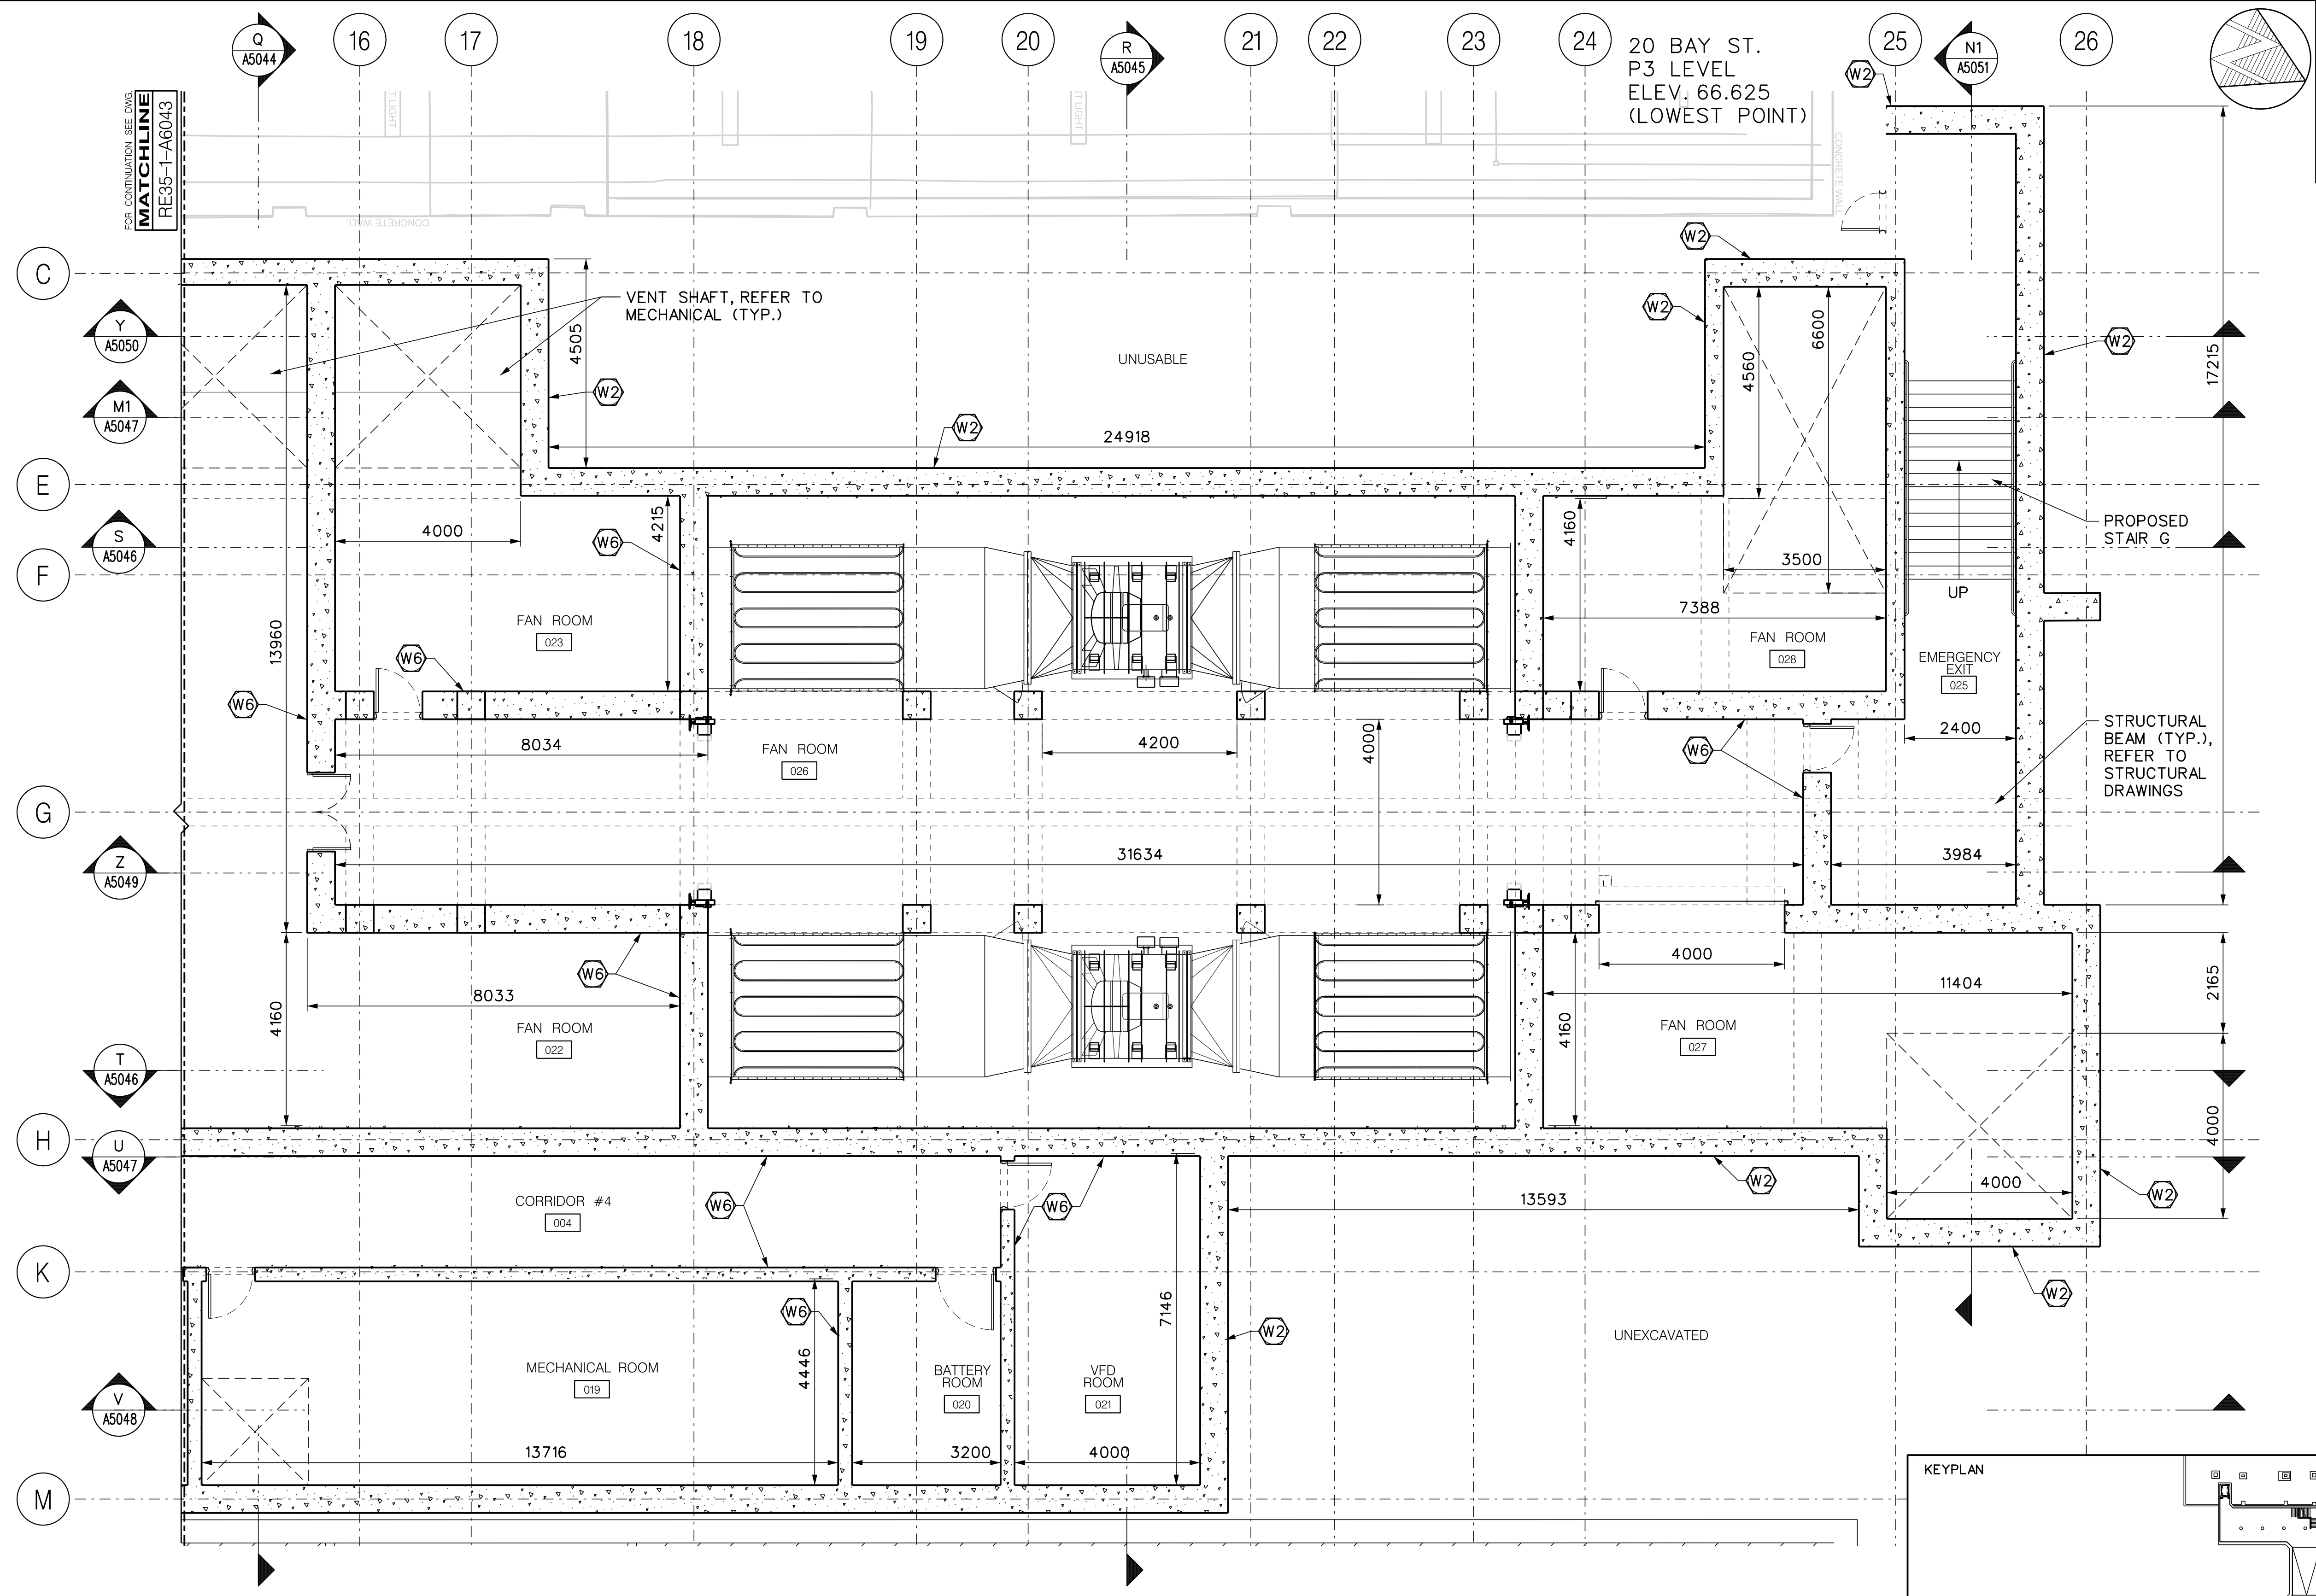 Q
A5044
16
17
18
19
20
R
A5045
21
22
23
24
25
N1
A5051
26
20 BAY ST.
P3 LEVEL
ELEV. 66.625
(LOWEST POINT)
W2
FOR CONTINUATION SEE DWG.
MATCHLINE
RE35-1-A6043
T LIGHT
T LIGHT
CONCRETE WALL
CONCRETE WALL
W2
C
VENT SHAFT, REFER TO
MECHANICAL (TYP.)
4505
UNUSABLE
W2
4560
6600
W2
17215
Y
A5050
M1
A5047
W2
W2
24918
E
4000
4215
W6
4160
3500
7388
PROPOSED
STAIR G
UP
S
A5046
F
13960
FAN ROOM
023
W6
W6
FAN ROOM
028
EMERGENCY
EXIT
025
8034
FAN ROOM
026
4200
4000
W6
2400
STRUCTURAL
BEAM (TYP.),
REFER TO
STRUCTURAL
DRAWINGS
G
31634
3984
Z
A5049
W6
4000
8033
11404
2165
4160
FAN ROOM
022
4160
FAN ROOM
027
T
A5046
4000
H
U
A5047
CORRIDOR #4
004
W6
W6
7146
13593
W2
4000
W2
K
W6
W2
UNEXCAVATED
W2
MECHANICAL ROOM
019
4446
BATTERY
ROOM
020
VFD
ROOM
021
V
A5048
13716
3200
4000
M
KEYPLAN